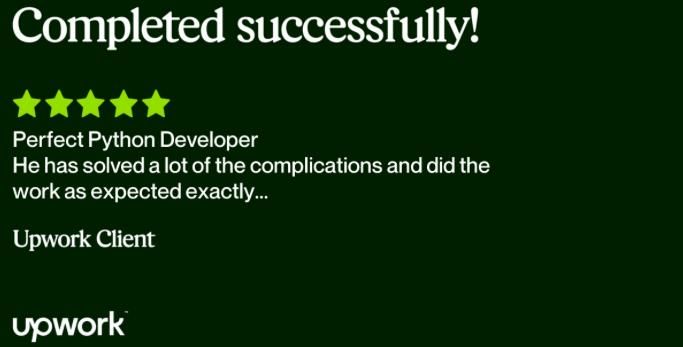 Completed successfully!
Perfect Python Developer
He has solved a lot of the complications and did the
work as expected exactly...
Upwork Client
upwork